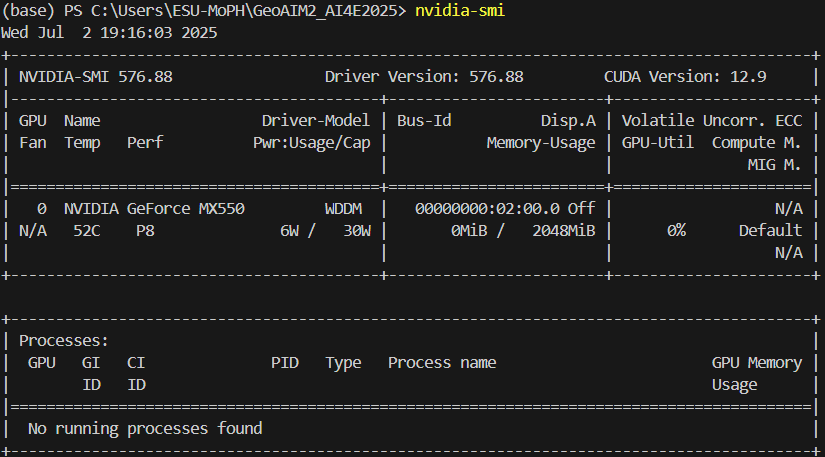 (base) PS C:\Users\ESU-MoPH\GeoAIM2_AI4E2025> nvidia-smi
Wed Jul  2 19:16:03 2025
+-----------------------------------------------------------------------------------------+
| NVIDIA-SMI 576.88                 Driver Version: 576.88         CUDA Version: 12.9     |
|-----------------------------------------+------------------------+----------------------+
| GPU  Name                  Driver-Model | Bus-Id          Disp.A | Volatile Uncorr. ECC |
| Fan  Temp   Perf          Pwr:Usage/Cap |           Memory-Usage | GPU-Util  Compute M. |
|                                         |                        |               MIG M. |
|=========================================+========================+======================|
|   0  NVIDIA GeForce MX550         WDDM  |   00000000:02:00.0 Off |                  N/A |
| N/A   52C    P8               6W /   30W |       0MiB /   2048MiB |      0%      Default |
|                                         |                        |                  N/A |
+-----------------------------------------+------------------------+----------------------+

+-----------------------------------------------------------------------------------------+
| Processes:                                                                              |
|  GPU   GI   CI              PID   Type   Process name                        GPU Memory |
|        ID   ID                                                               Usage      |
|=========================================================================================|
|  No running processes found                                                             |
+-----------------------------------------------------------------------------------------+